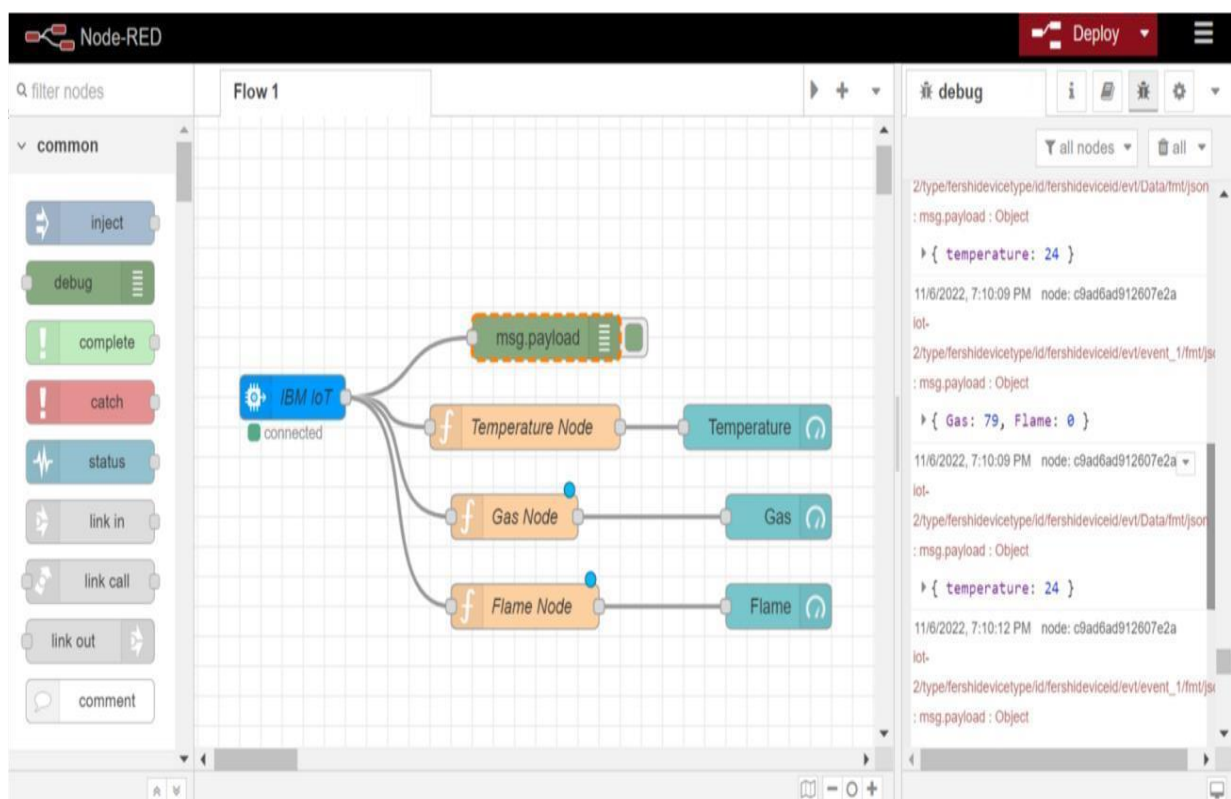 Node-RED
Deploy
filter nodes
Flow 1
debug
i
common
all nodes
all
inject
debug
complete
catch
status
link in
link call
link out
comment
msg.payload
IBM IoT
connected
f
Temperature Node
Temperature
f
Gas Node
Gas
f
Flame Node
Flame
2/type/fershidevicetype/id/fershideviceid/evt/Data/fmt/json
: msg.payload : Object
{ temperature: 24 }
11/6/2022, 7:10:09 PM node: c9ad6ad912607e2a
iot-
2/type/fershidevicetype/id/fershideviceid/evt/event_1/fmt/jso
: msg.payload : Object
{ Gas: 79, Flame: 0 }
11/6/2022, 7:10:09 PM node: c9ad6ad912607e2a
iot-
2/type/fershidevicetype/id/fershideviceid/evt/Data/fmt/json
: msg.payload : Object
{ temperature: 24 }
11/6/2022, 7:10:12 PM node: c9ad6ad912607e2a
iot-
2/type/fershidevicetype/id/fershideviceid/evt/event_1/fmt/jso
: msg.payload : Object